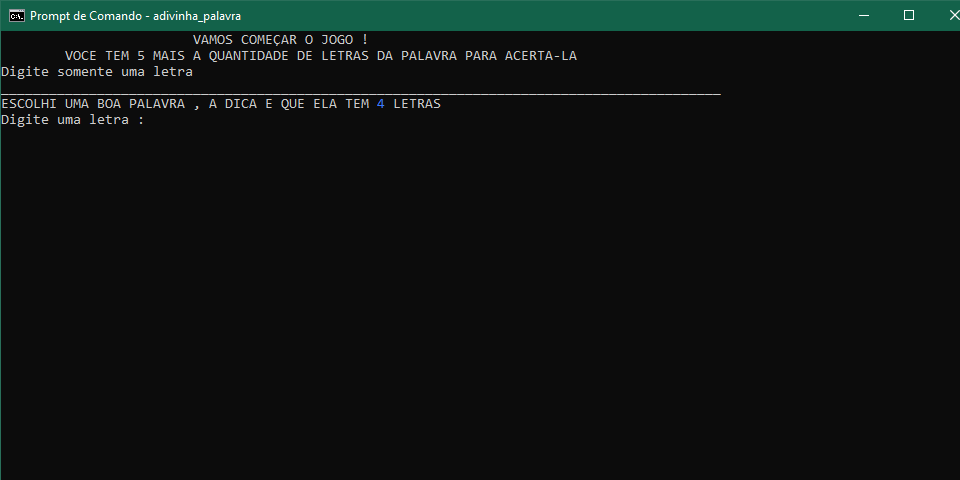 Prompt de Comando - adivinha_palavra
VAMOS COMEÇAR O JOGO !
VOCE TEM 5 MAIS A QUANTIDADE DE LETRAS DA PALAVRA PARA ACERTA-LA
Digite somente uma letra
__________________________________________________________________________________________
ESCOLHI UMA BOA PALAVRA , A DICA E QUE ELA TEM 4 LETRAS
Digite uma letra :